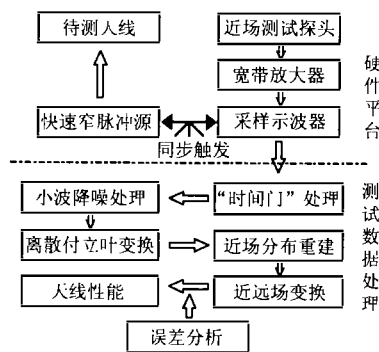 待测天线
近场测试探头
宽带放大器
快速窄脉冲源
采样示波器
同步触发
硬件平台
小波降噪处理
“时间门”处理
离散付立叶变换
近场分布重建
天线性能
近远场变换
误差分析
测试数据处理